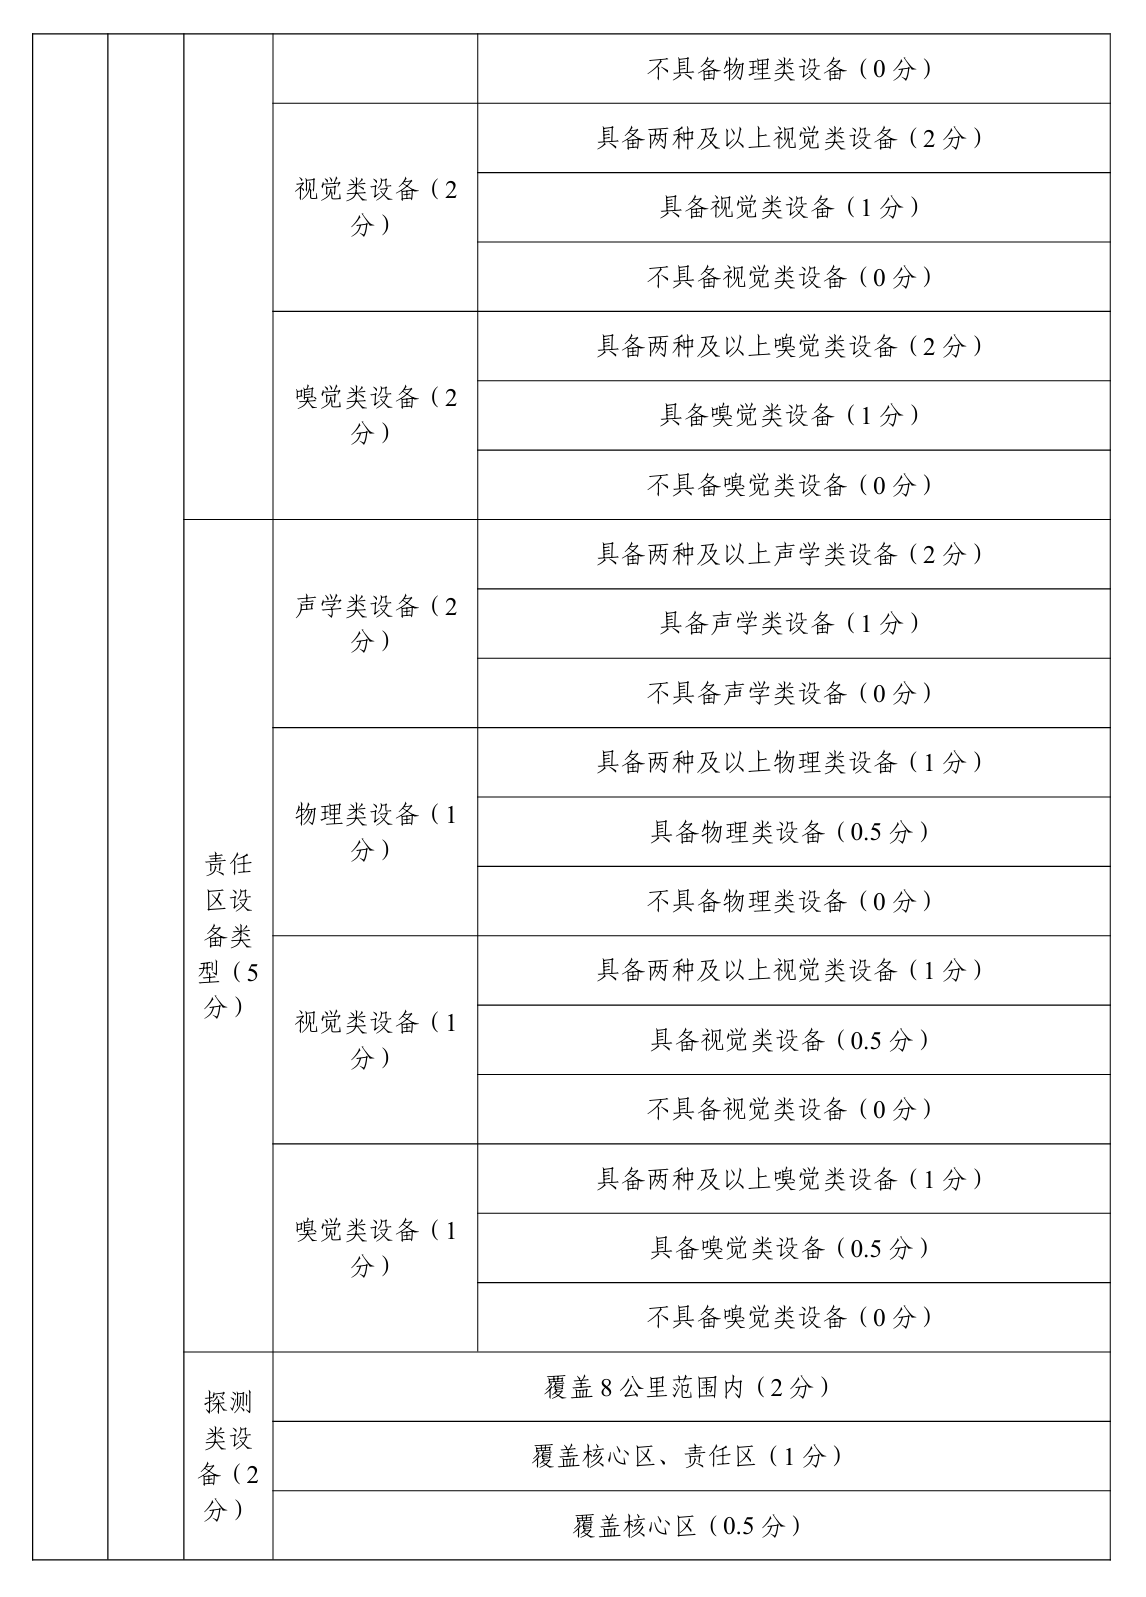 不具备物理类设备（0 分）
视觉类设备（2
分）
具备两种及以上视觉类设备（2 分）
具备视觉类设备（1 分）
不具备视觉类设备（0 分）
嗅觉类设备（2
分）
具备两种及以上嗅觉类设备（2 分）
具备嗅觉类设备（1 分）
不具备嗅觉类设备（0 分）
责任
区设
备类
型（5
分）
声学类设备（2
分）
具备两种及以上声学类设备（2 分）
具备声学类设备（1 分）
不具备声学类设备（0 分）
物理类设备（1
分）
具备两种及以上物理类设备（1 分）
具备物理类设备（0.5 分）
不具备物理类设备（0 分）
视觉类设备（1
分）
具备两种及以上视觉类设备（1 分）
具备视觉类设备（0.5 分）
不具备视觉类设备（0 分）
嗅觉类设备（1
分）
具备两种及以上嗅觉类设备（1 分）
具备嗅觉类设备（0.5 分）
不具备嗅觉类设备（0 分）
探测
类设
备（2
分）
覆盖 8 公里范围内（2 分）
覆盖核心区、责任区（1 分）
覆盖核心区（0.5 分）